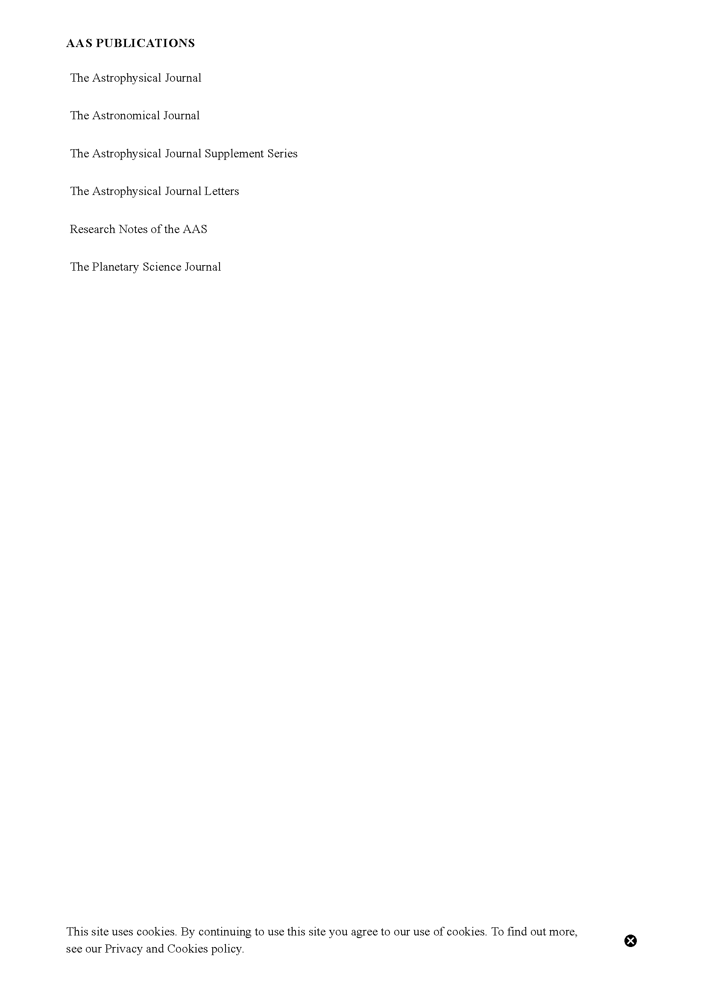 AAS PUBLICATIONS
The Astrophysical Journal
The Astronomical Journal
The Astrophysical Journal Supplement Series
The Astrophysical Journal Letters
Research Notes of the AAS
The Planetary Science Journal
This site uses cookies. By continuing to use this site you agree to our use of cookies. To find out more,
see our Privacy and Cookies policy.